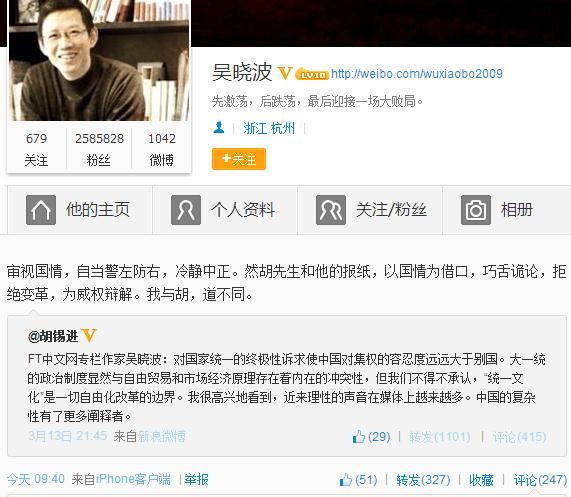 吴晓波 V LV10 http://weibo.com/wuxiaobo2009
先激荡，后跌荡，最后迎接一场大败局。
浙江 杭州
679 2585828 1042
关注 粉丝 微博
+关注
他的主页 个人资料 关注/粉丝 相册
审视国情，自当警左防右，冷静中正。然胡先生和他的报纸，以国情为借口，巧舌诡论，拒
绝变革，为威权辩解。我与胡，道不同。
@胡锡进 V
FT中文网专栏作家吴晓波：对国家统一的终极性诉求使中国对集权的容忍度远远大于别国。大一统
的政治制度显然与自由贸易和市场经济原理存在着内在的冲突性，但我们不得不承认，“统一文
化”是一切自由化改革的边界。我很高兴地看到，近来理性的声音在媒体上越来越多。中国的复杂
性有了更多阐释者。
3月13日 21:45 来自新浪微博 (29) | 转发(1101) | 评论(415)
今天 09:40 来自iPhone客户端 | 举报 (51) | 转发(327) | 收藏 | 评论(247)